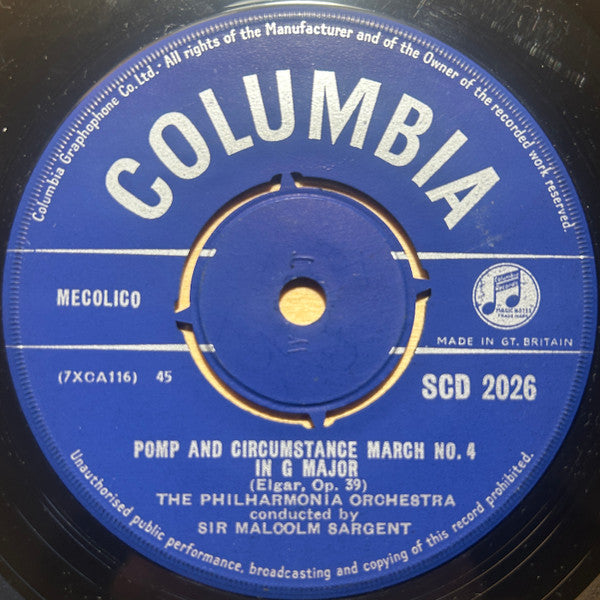 Columbia Graphophone Co. Ltd. · All rights of the Manufacturer and of the Owner of the recorded work reserved.
COLUMBIA
MECOLICO
Columbia
Records
MAGIC NOTES
TRADE MARK
MADE IN GT. BRITAIN
(7XCA116) 45
SCD 2026
POMP AND CIRCUMSTANCE MARCH NO. 4
IN G MAJOR
(Elgar, Op. 39)
THE PHILHARMONIA ORCHESTRA
conducted by
SIR MALCOLM SARGENT
Unauthorised public performance, broadcasting and copying of this record prohibited.